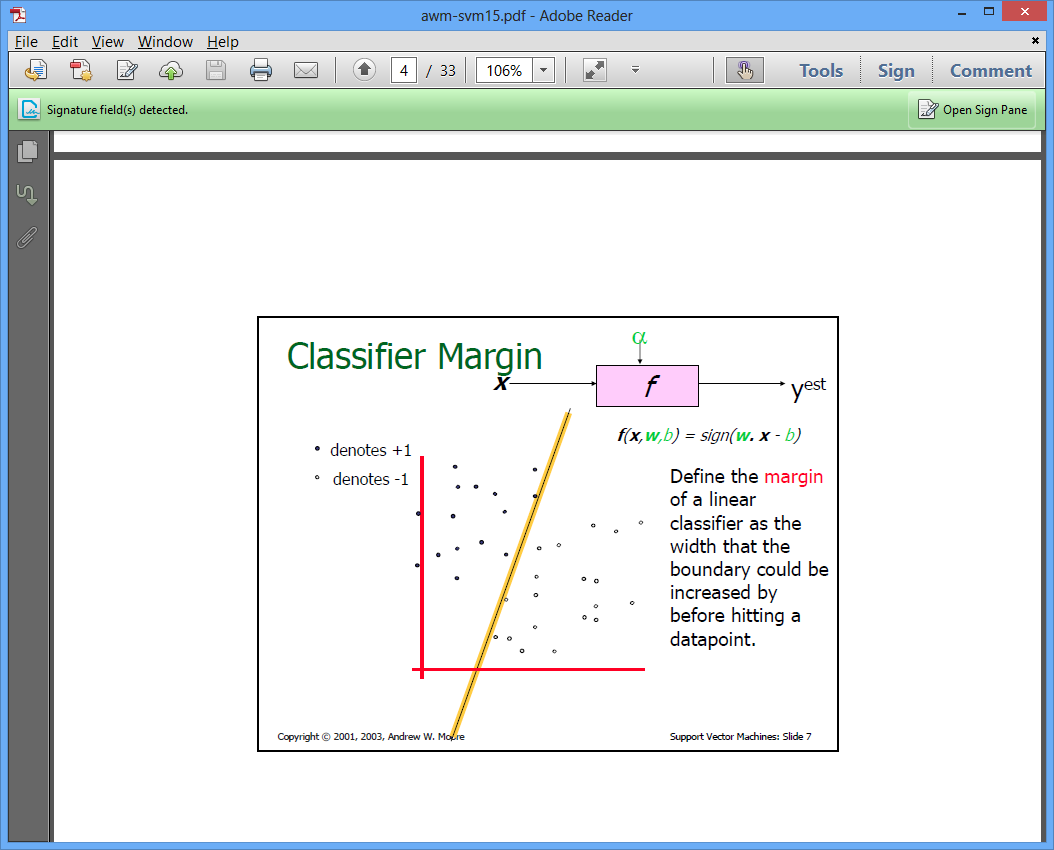 awm-svm15.pdf - Adobe Reader
File Edit View Window Help
4 / 33 106% Tools Sign Comment
Signature field(s) detected. Open Sign Pane
Classifier Margin
α
x f yest
f(x,w,b) = sign(w. x - b)
denotes +1
denotes -1
Define the margin
of a linear
classifier as the
width that the
boundary could be
increased by
before hitting a
datapoint.
Copyright © 2001, 2003, Andrew W. Moore
Support Vector Machines: Slide 7